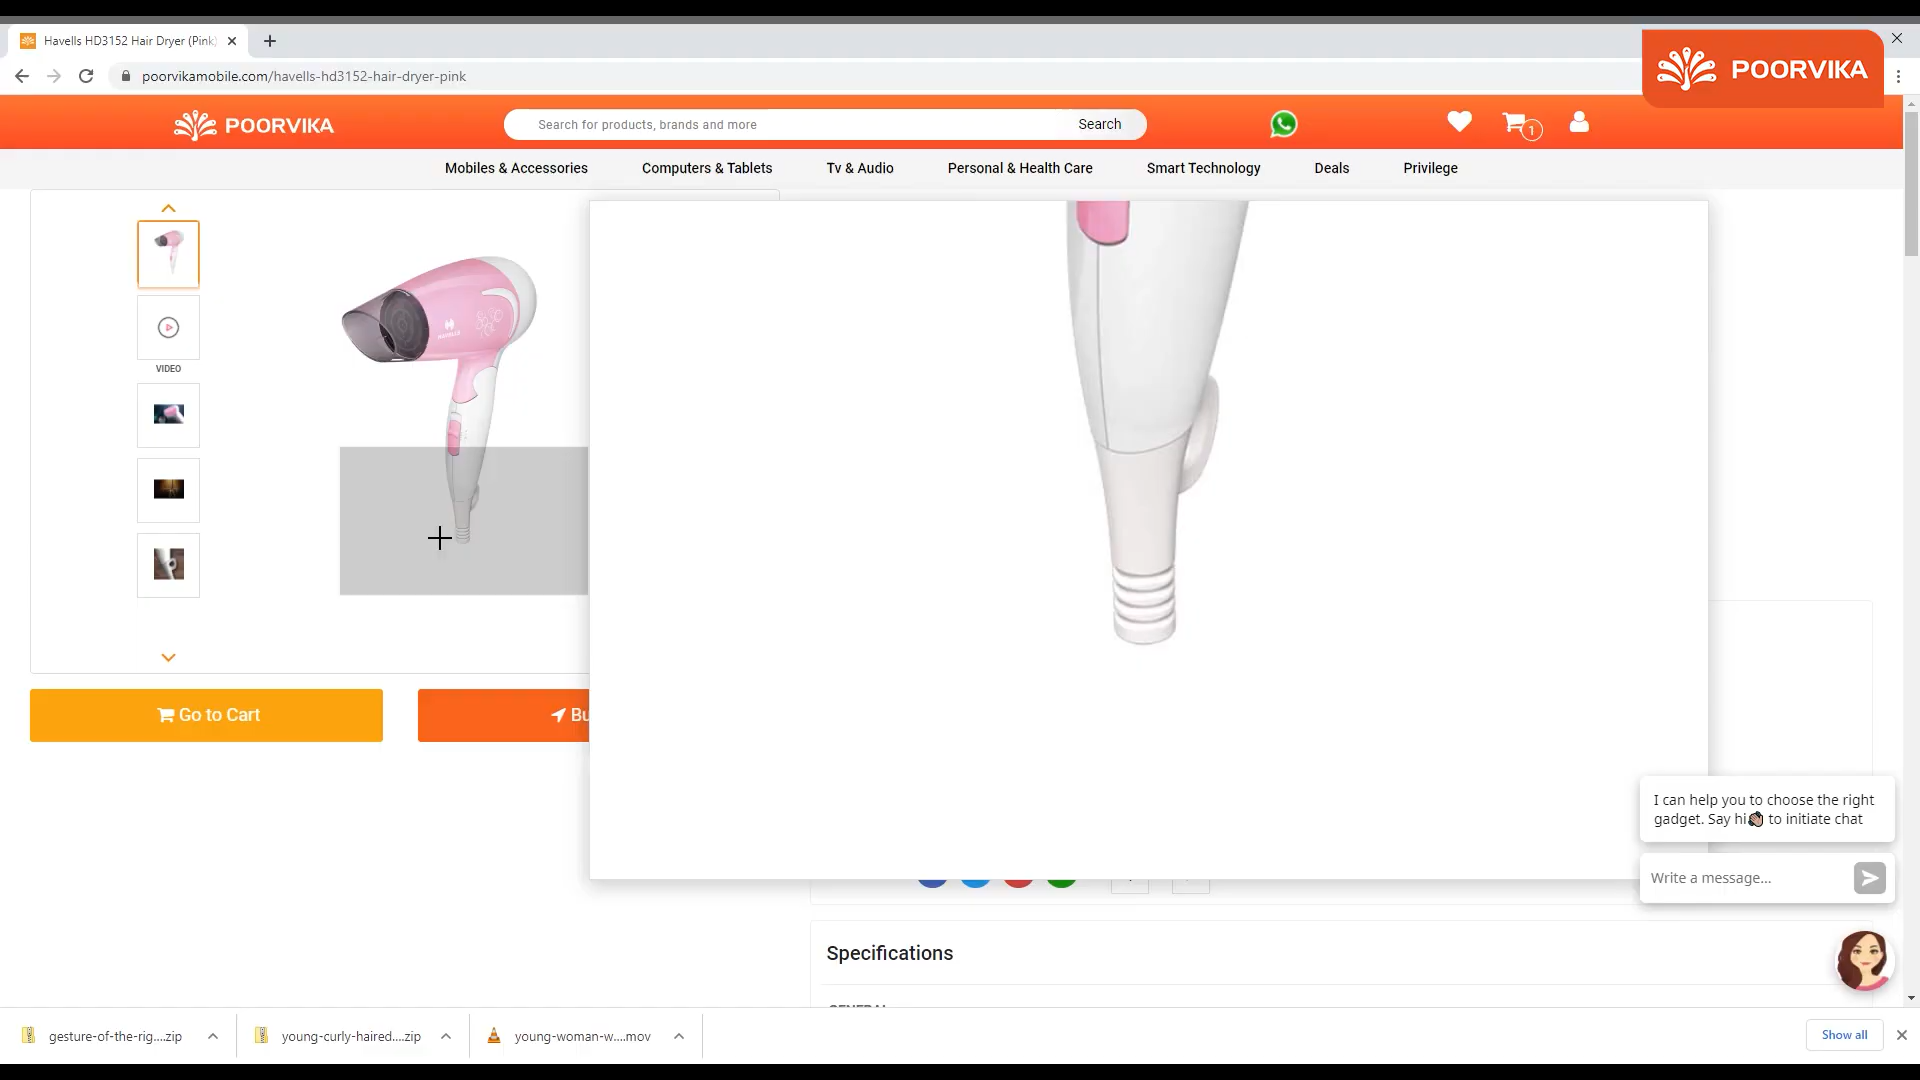 Havells HD3152 Hair Dryer (Pink)
poorvikamobile.com/havells-hd3152-hair-dryer-pink
POORVIKA
POORVIKA
Search for products, brands and more
Search
1
Mobiles & Accessories
Computers & Tablets
Tv & Audio
Personal & Health Care
Smart Technology
Deals
Privilege
VIDEO
HAVELLS
Go to Cart
Bu
I can help you to choose the right
gadget. Say hi👋 to initiate chat
Write a message...
Specifications
GENERAL
gesture-of-the-rig....zip
young-curly-haired....zip
young-woman-w....mov
Show all